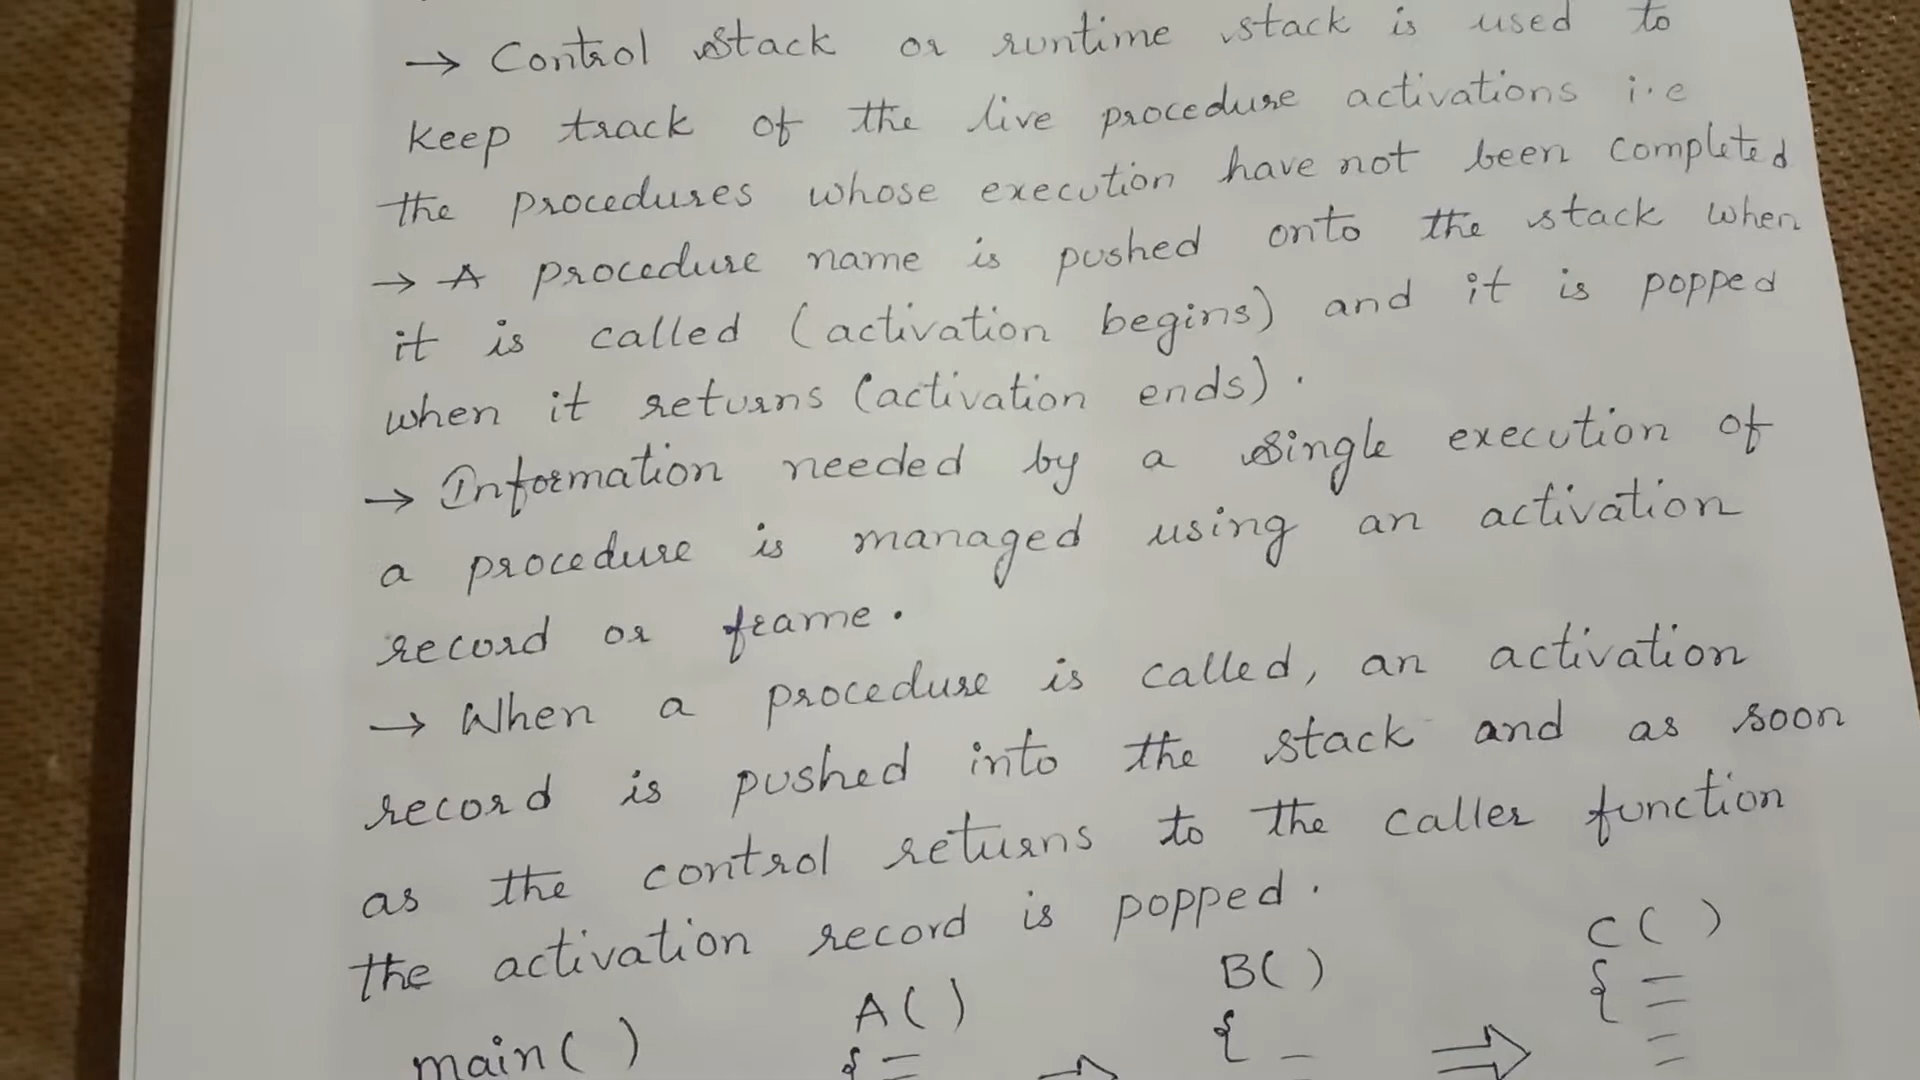 → Control stack or runtime stack is used to
keep track of the live procedure activations i.e
the procedures whose execution have not been completed
→ A procedure name is pushed onto the stack when
it is called (activation begins) and it is popped
when it returns (activation ends).
→ Information needed by a single execution of
a procedure is managed using an activation
record or frame.
→ When a procedure is called, an activation
record is pushed into the stack and as soon
as the control returns to the caller function
the activation record is popped.
main( ) A( ) B( ) C( )
{ = → { - ⇒ { =
=